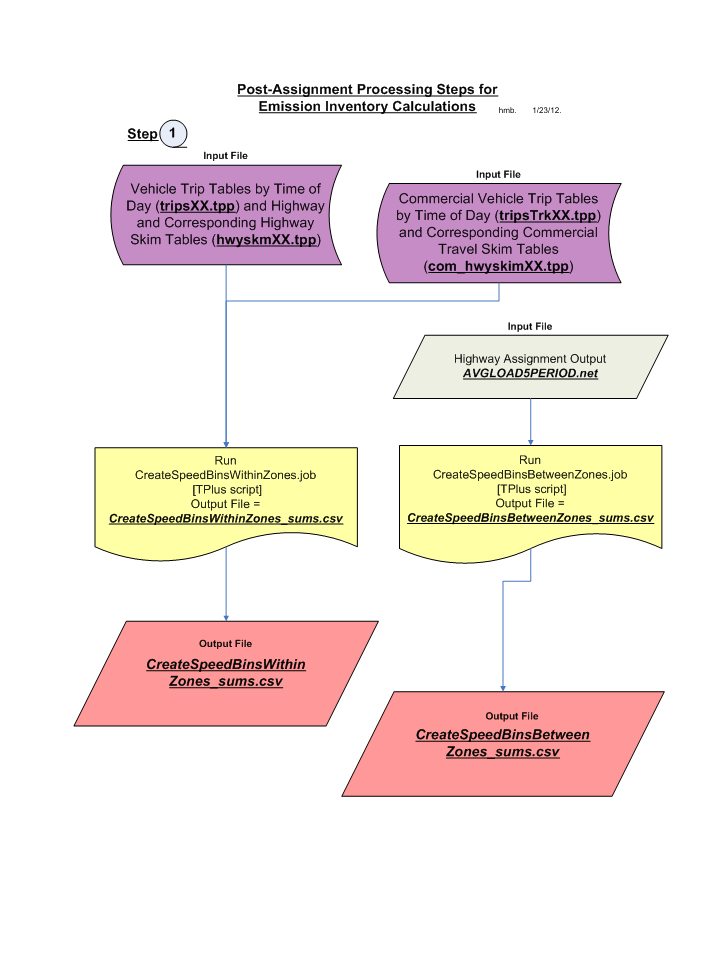 Post-Assignment Processing Steps for
Emission Inventory Calculations
hmb. 1/23/12.
Step 1
Input File
Vehicle Trip Tables by Time of
Day (tripsXX.tpp) and Highway
and Corresponding Highway
Skim Tables (hwyskmXX.tpp)
Input File
Commercial Vehicle Trip Tables
by Time of Day (tripsTrkXX.tpp)
and Corresponding Commercial
Travel Skim Tables
(com_hwyskimXX.tpp)
Input File
Highway Assignment Output
AVGLOAD5PERIOD.net
Run
CreateSpeedBinsWithinZones.job
[TPlus script]
Output File =
CreateSpeedBinsWithinZones_sums.csv
Run
CreateSpeedBinsBetweenZones.job
[TPlus script]
Output File =
CreateSpeedBinsBetweenZones_sums.csv
Output File
CreateSpeedBinsWithin
Zones_sums.csv
Output File
CreateSpeedBinsBetween
Zones_sums.csv